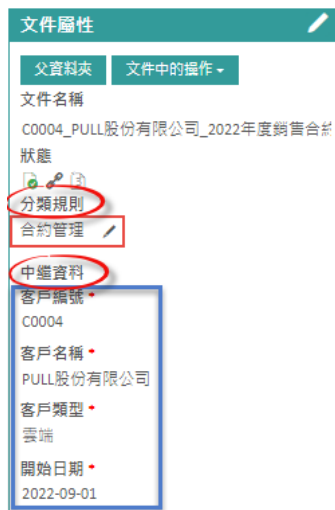 文件屬性
父資料夾 文件中的操作
文件名稱
C0004_PULL股份有限公司_2022年度銷售合約
狀態
分類規則
合約管理
中繼資料
客戶編號 *
C0004
客戶名稱 *
PULL股份有限公司
客戶類型 *
雲端
開始日期 *
2022-09-01